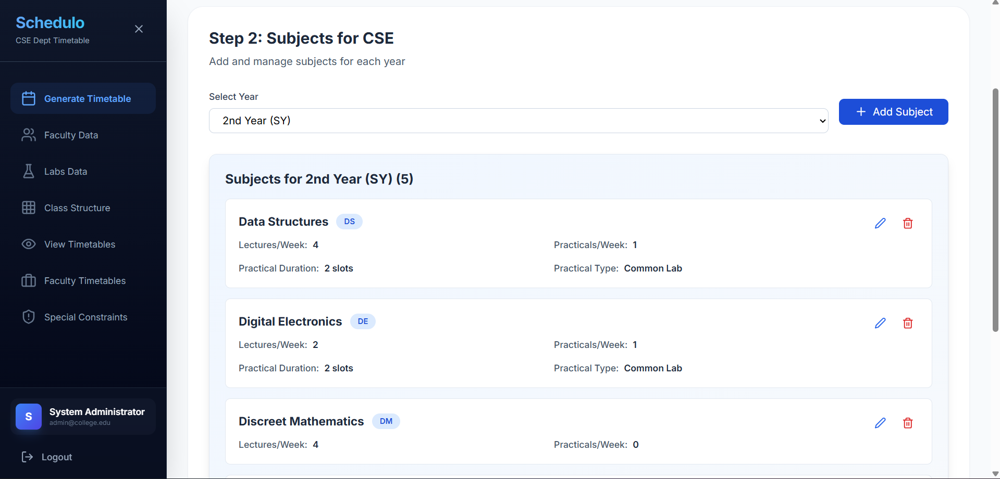 Schedulo
CSE Dept Timetable
Generate Timetable
Faculty Data
Labs Data
Class Structure
View Timetables
Faculty Timetables
Special Constraints
S
System Administrator
admin@college.edu
Logout
Step 2: Subjects for CSE
Add and manage subjects for each year
Select Year
2nd Year (SY)
Add Subject
Subjects for 2nd Year (SY) (5)
Data Structures DS
Lectures/Week: 4 Practicals/Week: 1
Practical Duration: 2 slots Practical Type: Common Lab
Digital Electronics DE
Lectures/Week: 2 Practicals/Week: 1
Practical Duration: 2 slots Practical Type: Common Lab
Discreet Mathematics DM
Lectures/Week: 4 Practicals/Week: 0